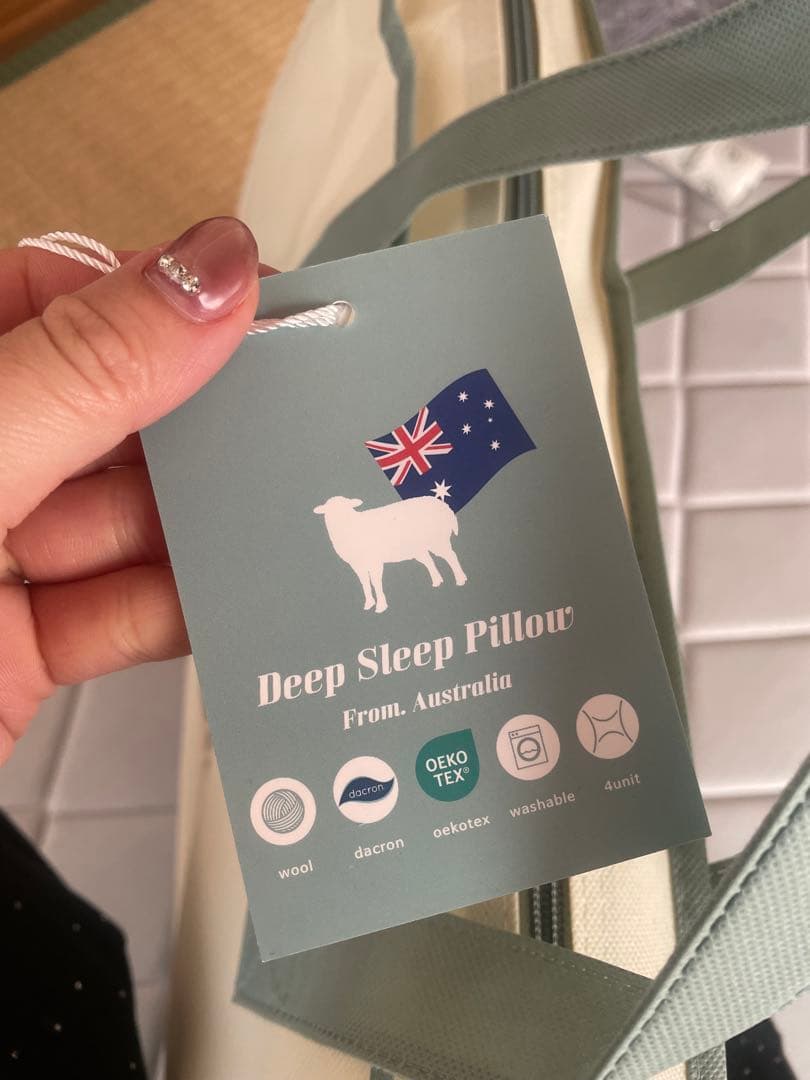 Deep Sleep Pillow
From. Australia
dacron
OEKO
TEX®
wool
dacron
oekotex
washable
4unit